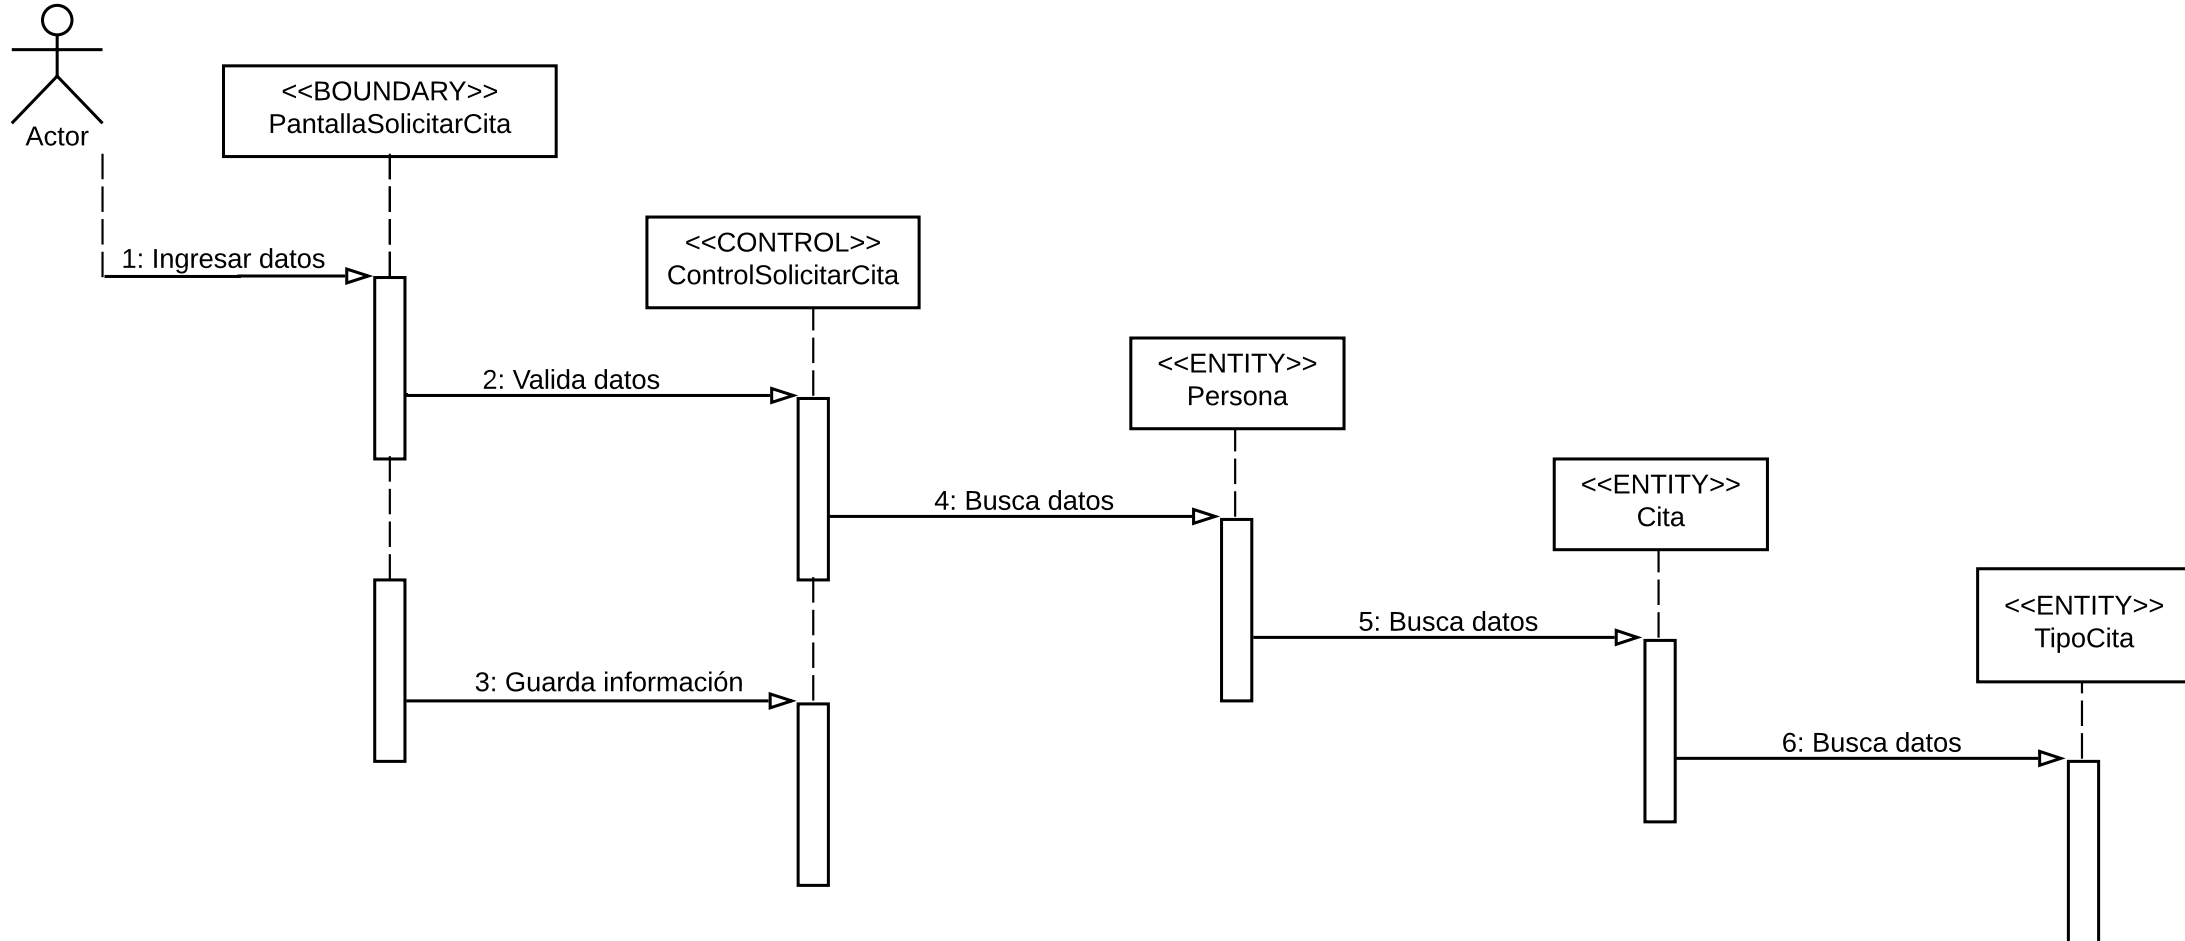 Actor
<<BOUNDARY>>
PantallaSolicitarCita
1: Ingresar datos
<<CONTROL>>
ControlSolicitarCita
2: Valida datos
<<ENTITY>>
Persona
4: Busca datos
<<ENTITY>>
Cita
5: Busca datos
<<ENTITY>>
TipoCita
3: Guarda información
6: Busca datos